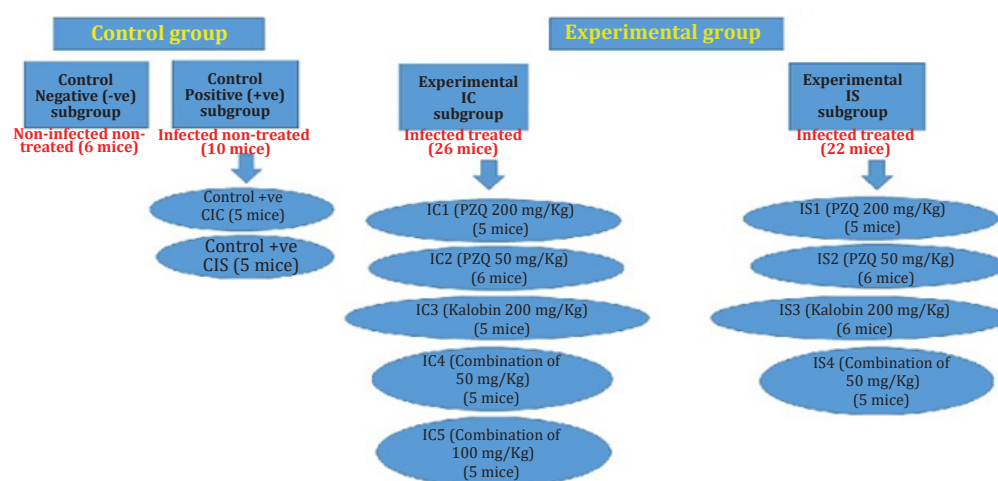 Control group
Experimental group
Control
Negative (-ve)
subgroup
Non-infected non-
treated (6 mice)
Control
Positive (+ve)
subgroup
Infected non-treated
(10 mice)
Control +ve
CIC (5 mice)
Control +ve
CIS (5 mice)
Experimental
IC
subgroup
Infected treated
(26 mice)
IC1 (PZQ 200 mg/Kg)
(5 mice)
IC2 (PZQ 50 mg/Kg)
(6 mice)
IC3 (Kalobin 200 mg/Kg)
(5 mice)
IC4 (Combination of
50 mg/Kg)
(5 mice)
IC5 (Combination of
100 mg/Kg)
(5 mice)
Experimental
IS
subgroup
Infected treated
(22 mice)
IS1 (PZQ 200 mg/Kg)
(5 mice)
IS2 (PZQ 50 mg/Kg)
(6 mice)
IS3 (Kalobin 200 mg/Kg)
(6 mice)
IS4 (Combination of
50 mg/Kg)
(5 mice)